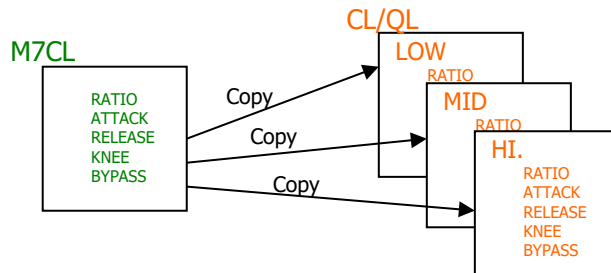 M7CL
RATIO
ATTACK
RELEASE
KNEE
BYPASS
Copy
Copy
Copy
CL/QL
LOW
RATIO
MID
RATIO
HI.
RATIO
ATTACK
RELEASE
KNEE
BYPASS